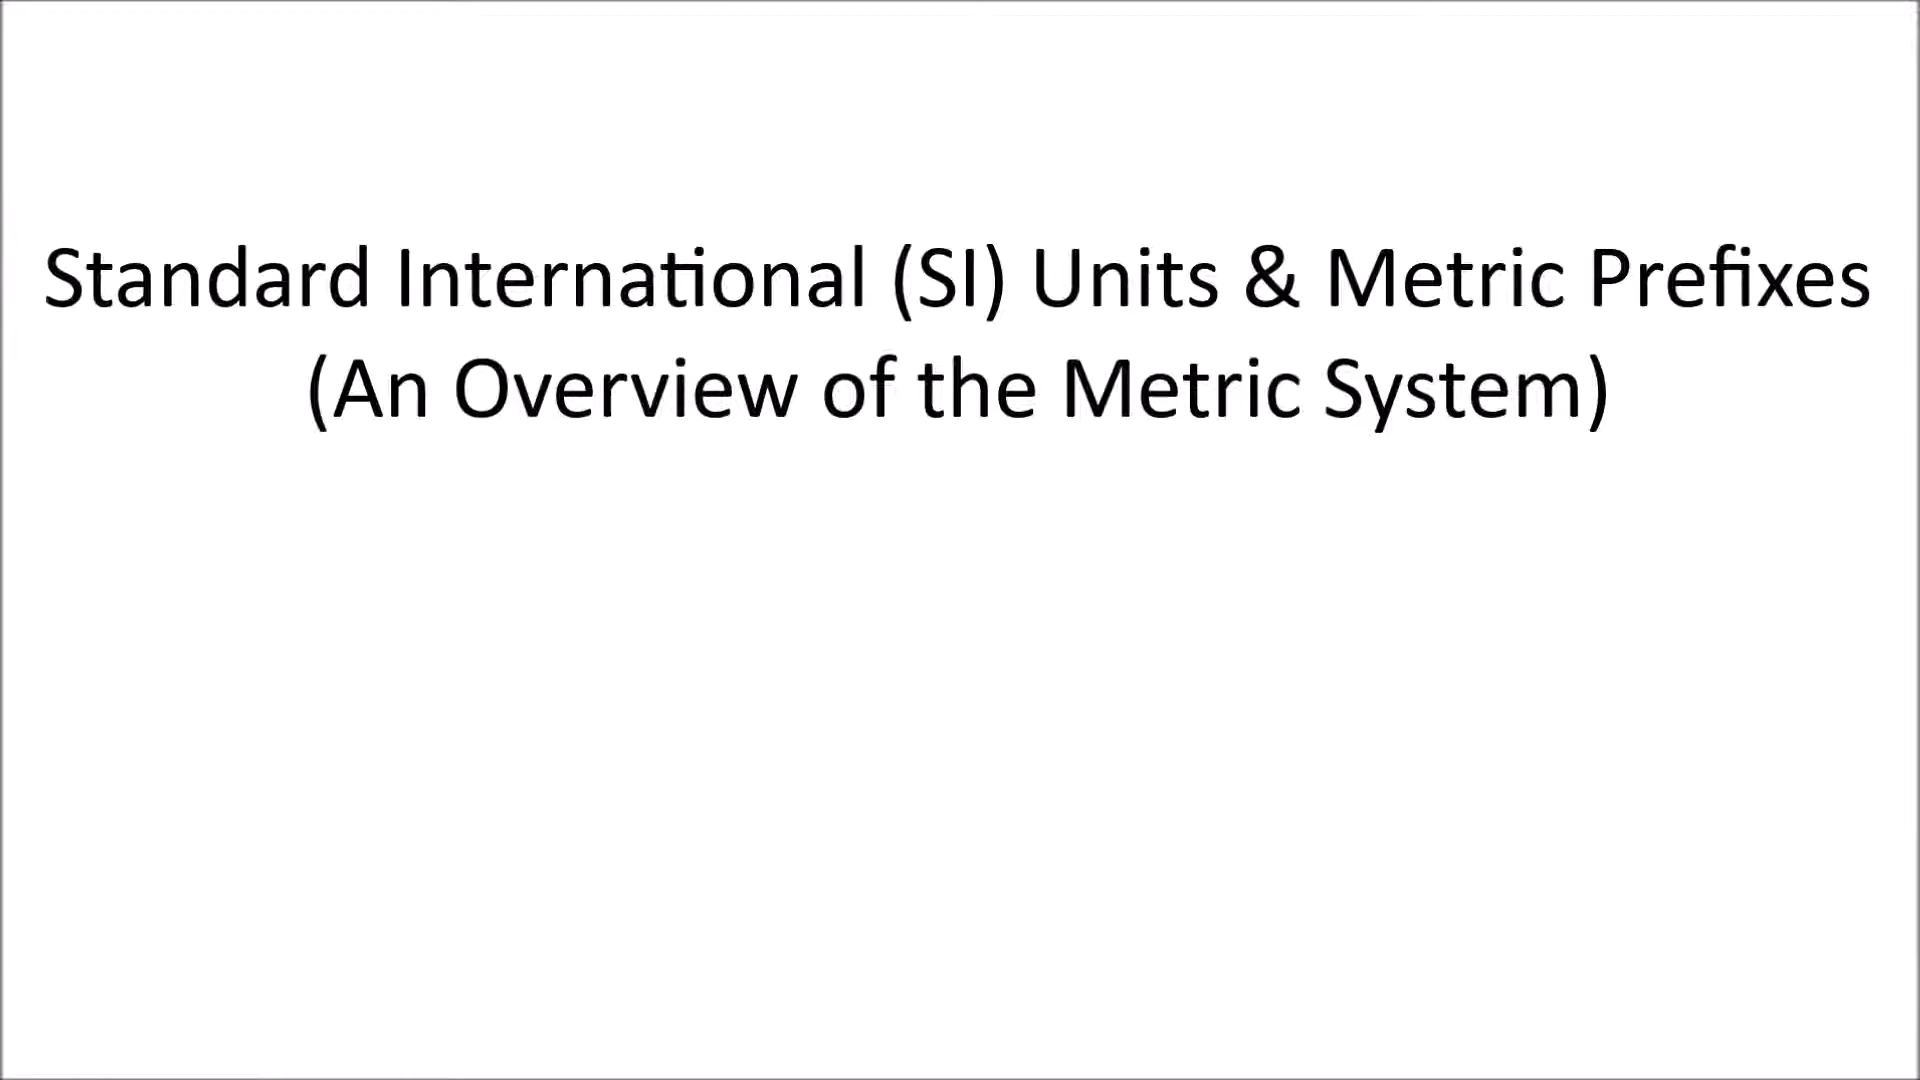 Standard International (SI) Units & Metric Prefixes
(An Overview of the Metric System)